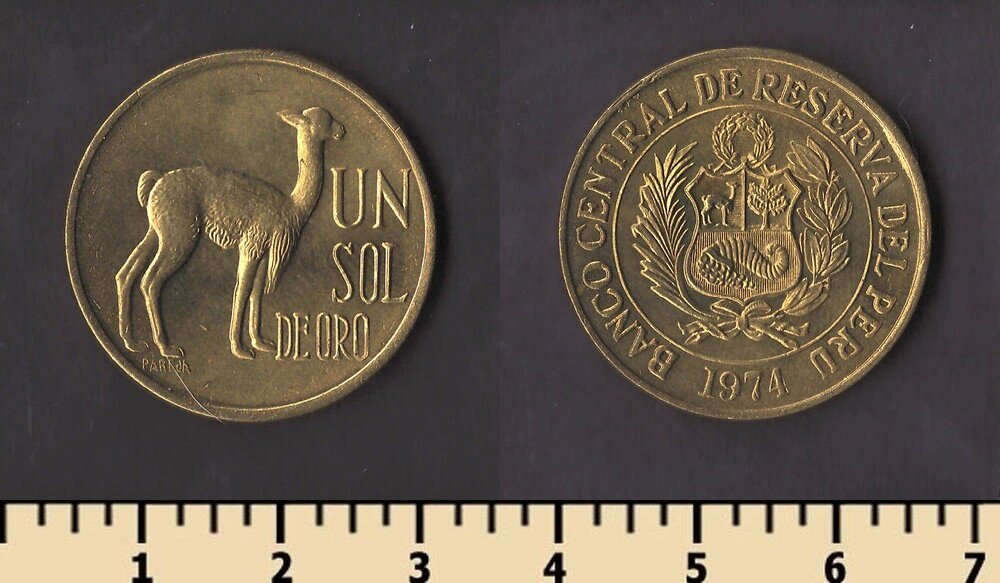 UN
SOL
DE ORO
PAREJA
BANCO CENTRAL DE RESERVA DEL PERU
1974
1 2 3 4 5 6 7